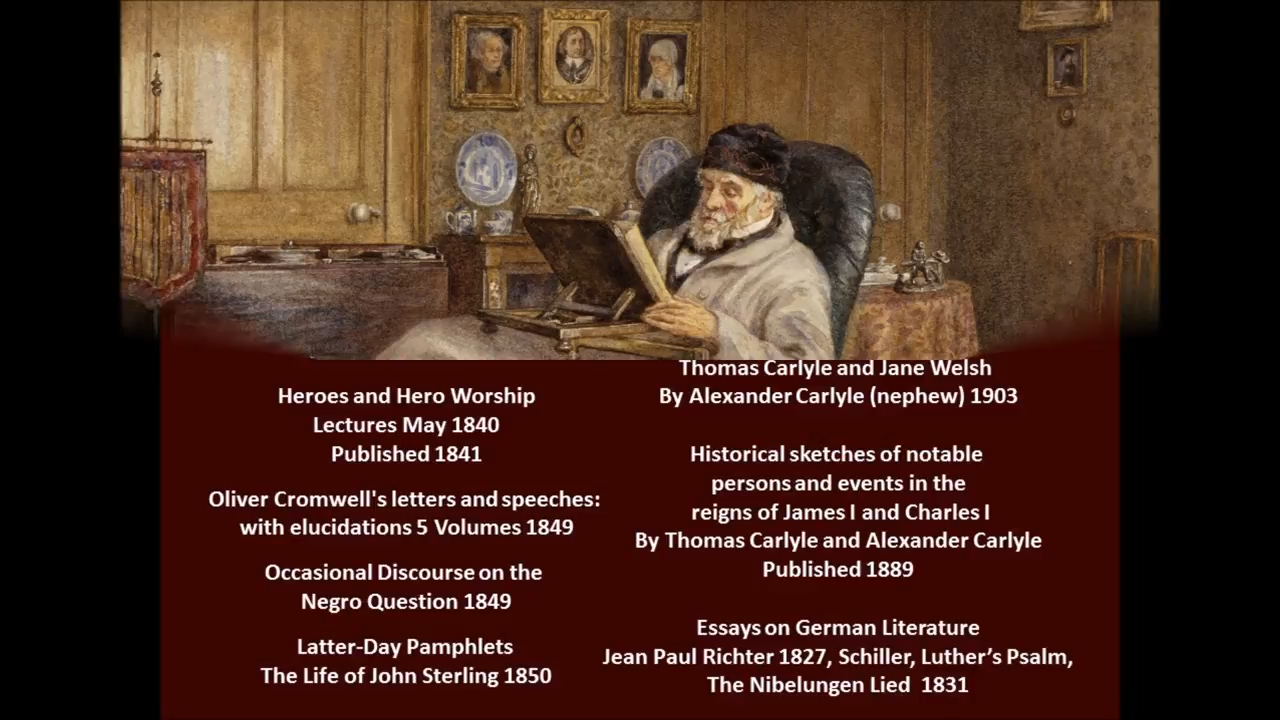 Heroes and Hero Worship
Lectures May 1840
Published 1841
Oliver Cromwell's letters and speeches:
with elucidations 5 Volumes 1849
Occasional Discourse on the
Negro Question 1849
Latter-Day Pamphlets
The Life of John Sterling 1850
Thomas Carlyle and Jane Welsh
By Alexander Carlyle (nephew) 1903
Historical sketches of notable
persons and events in the
reigns of James I and Charles I
By Thomas Carlyle and Alexander Carlyle
Published 1889
Essays on German Literature
Jean Paul Richter 1827, Schiller, Luther’s Psalm,
The Nibelungen Lied 1831